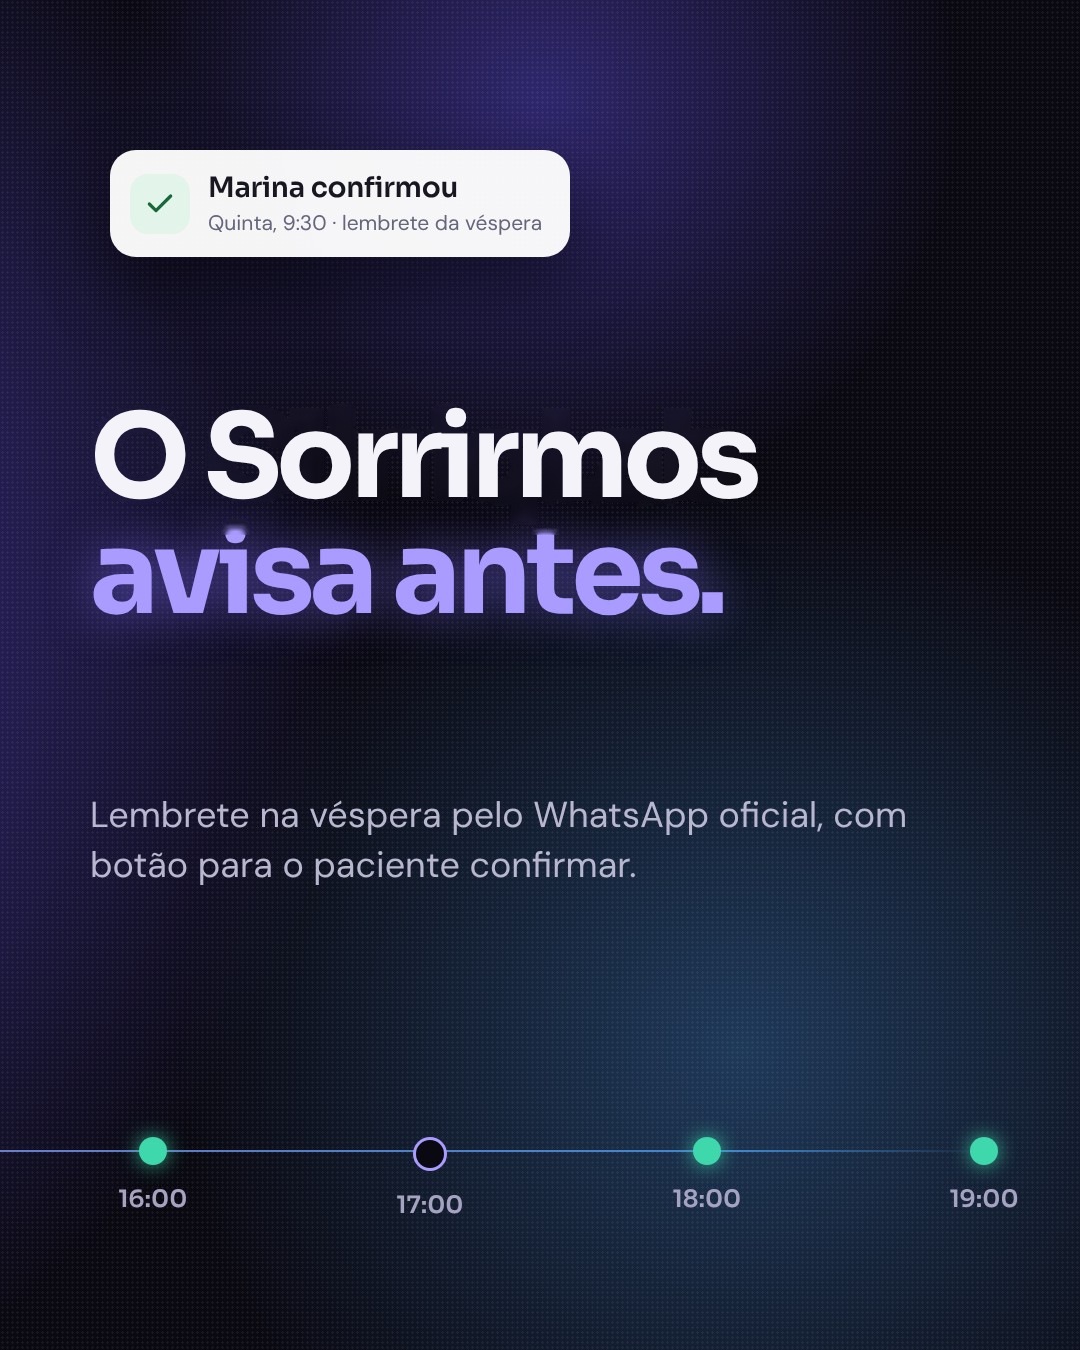 Marina confirmou
Quinta, 9:30 · lembrete da véspera
O Sorrirmos
avisa antes.
Lembrete na véspera pelo WhatsApp oficial, com
botão para o paciente confirmar.
16:00 17:00 18:00 19:00